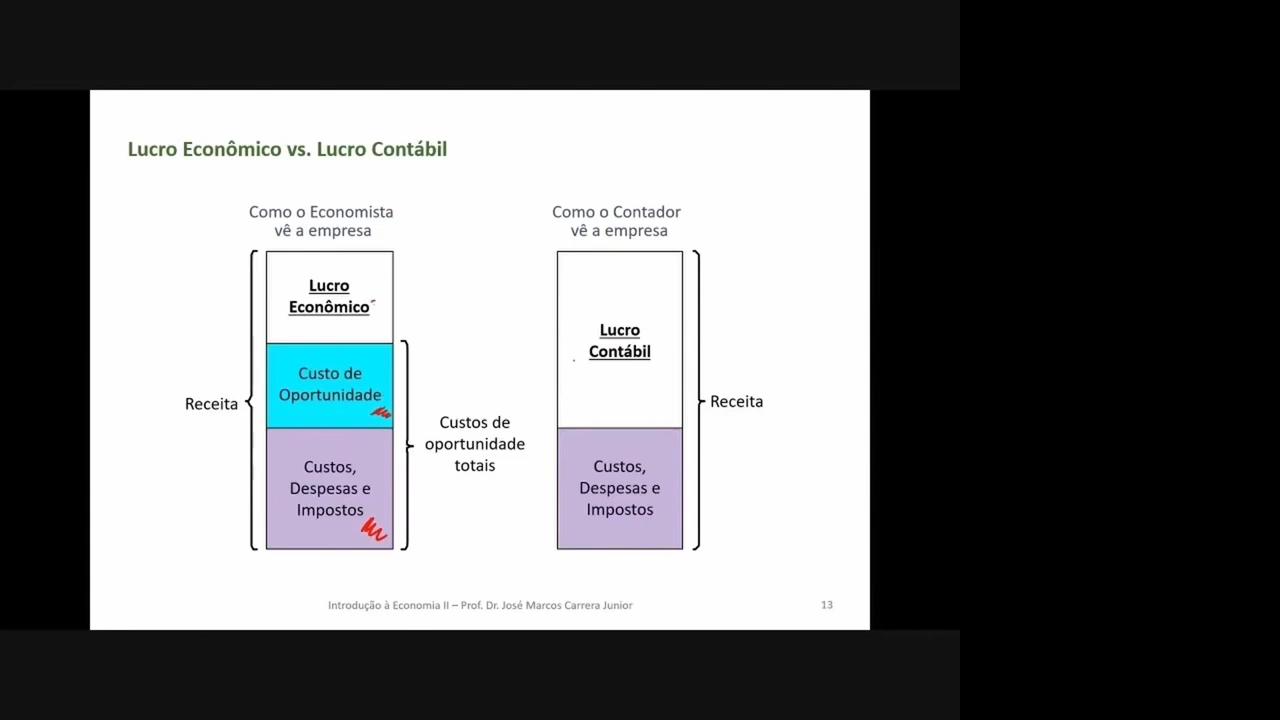 Lucro Econômico vs. Lucro Contábil
Como o Economista
vê a empresa
Lucro
Econômico
Custo de
Oportunidade
Custos,
Despesas e
Impostos
Receita
Custos de
oportunidade
totais
Como o Contador
vê a empresa
Lucro
Contábil
Custos,
Despesas e
Impostos
Receita
Introdução à Economia II – Prof. Dr. José Marcos Carrera Junior
13